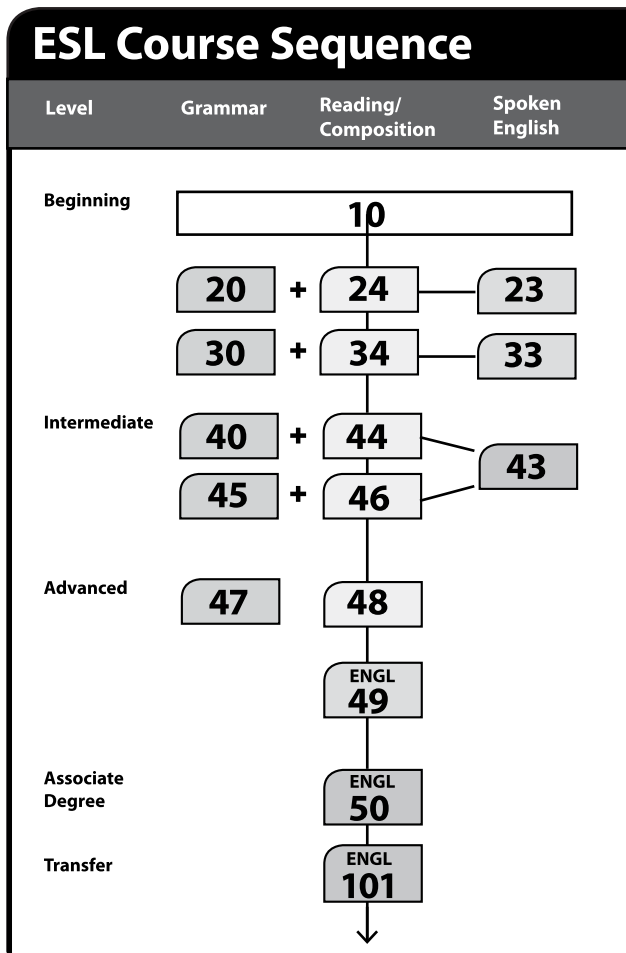 ESL Course Sequence
Level Grammar Reading/ Spoken
Composition English
Beginning
10
20 + 24 23
30 + 34 33
Intermediate
40 + 44
43
45 + 46
Advanced
47 48
ENGL
49
Associate
Degree
ENGL
50
Transfer
ENGL
101